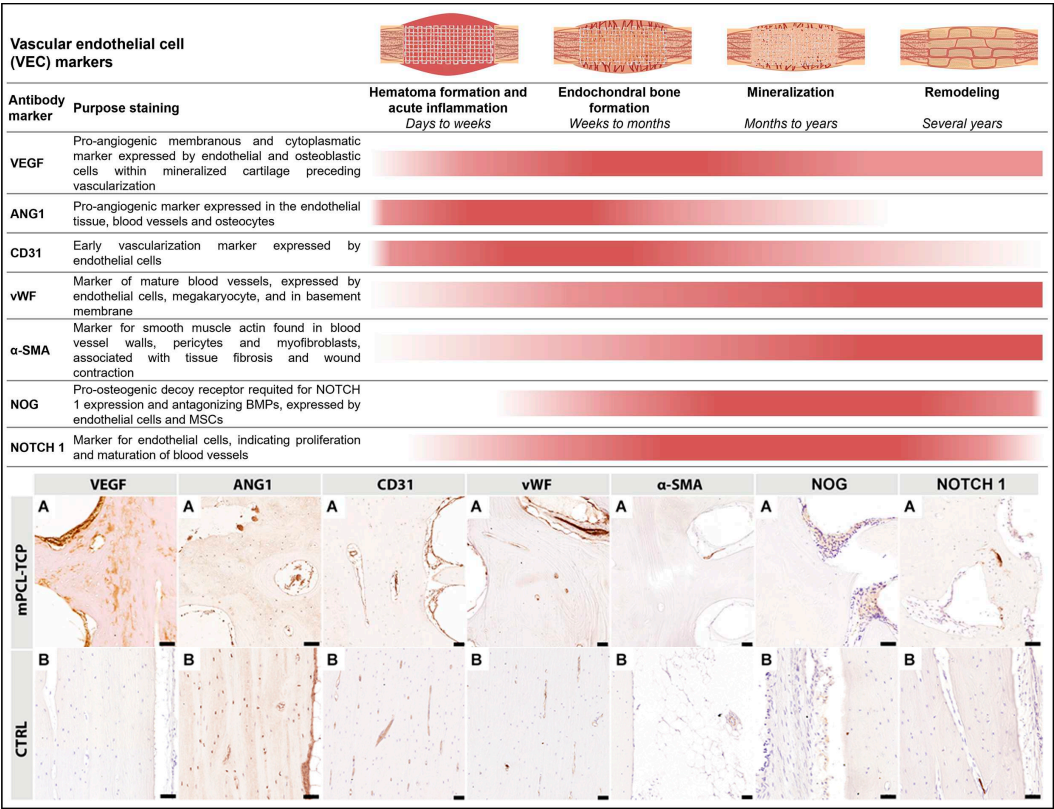 Vascular endothelial cell
(VEC) markers
Antibody
marker
Purpose staining
Hematoma formation and
acute inflammation
Days to weeks
Endochondral bone
formation
Weeks to months
Mineralization
Months to years
Remodeling
Several years
VEGF
Pro-angiogenic membranous and cytoplasmatic
marker expressed by endothelial and osteoblastic
cells within mineralized cartilage preceding
vascularization
ANG1
Pro-angiogenic marker expressed in the endothelial
tissue, blood vessels and osteocytes
CD31
Early vascularization marker expressed by
endothelial cells
vWF
Marker of mature blood vessels, expressed by
endothelial cells, megakaryocyte, and in basement
membrane
α-SMA
Marker for smooth muscle actin found in blood
vessel walls, pericytes and myofibroblasts,
associated with tissue fibrosis and wound
contraction
NOG
Pro-osteogenic decoy receptor requited for NOTCH
1 expression and antagonizing BMPs, expressed by
endothelial cells and MSCs
NOTCH 1
Marker for endothelial cells, indicating proliferation
and maturation of blood vessels
VEGF ANG1 CD31 vWF α-SMA NOG NOTCH 1
mPCL-TCP
A A A A A A A
CTRL
B B B B B B B